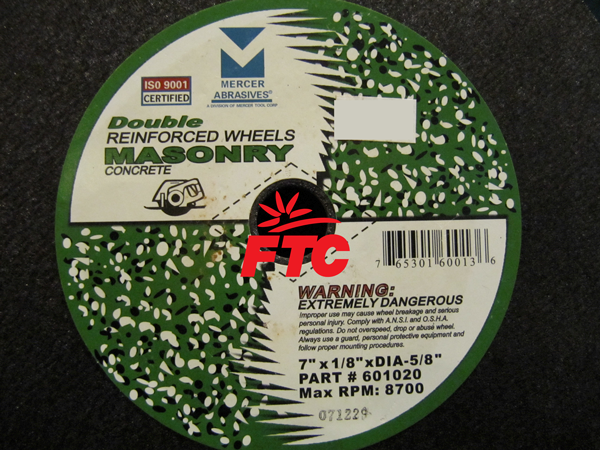 ISO 9001
CERTIFIED
MERCER
ABRASIVES®
A DIVISION OF MERCER TOOL CORP
Double
REINFORCED WHEELS
MASONRY
CONCRETE
FTC
7 65301 60013 6
WARNING:
EXTREMELY DANGEROUS
Improper use may cause wheel breakage and serious
personal injury. Comply with A.N.S.I. and O.S.H.A.
regulations. Do not overspeed, drop or abuse wheel.
Always use a guard, personal protective equipment and
follow proper mounting procedures.
7" x 1/8" xDIA-5/8"
PART # 601020
Max RPM: 8700
071229